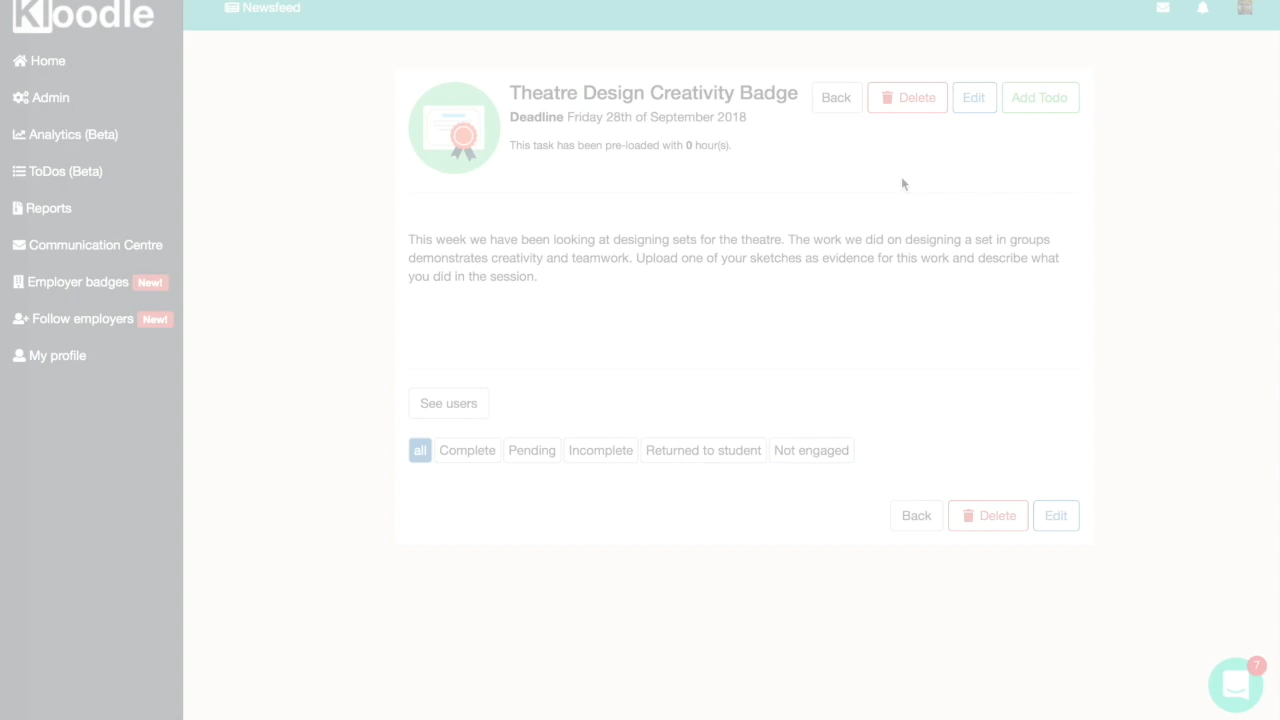 Kloodle
Newsfeed
Home
Admin
Analytics (Beta)
ToDos (Beta)
Reports
Communication Centre
Employer badges New!
Follow employers New!
My profile
Theatre Design Creativity Badge
Back
Delete
Edit
Add Todo
Deadline Friday 28th of September 2018
This task has been pre-loaded with 0 hour(s).
This week we have been looking at designing sets for the theatre. The work we did on designing a set in groups
demonstrates creativity and teamwork. Upload one of your sketches as evidence for this work and describe what
you did in the session.
See users
all
Complete
Pending
Incomplete
Returned to student
Not engaged
Back
Delete
Edit
7